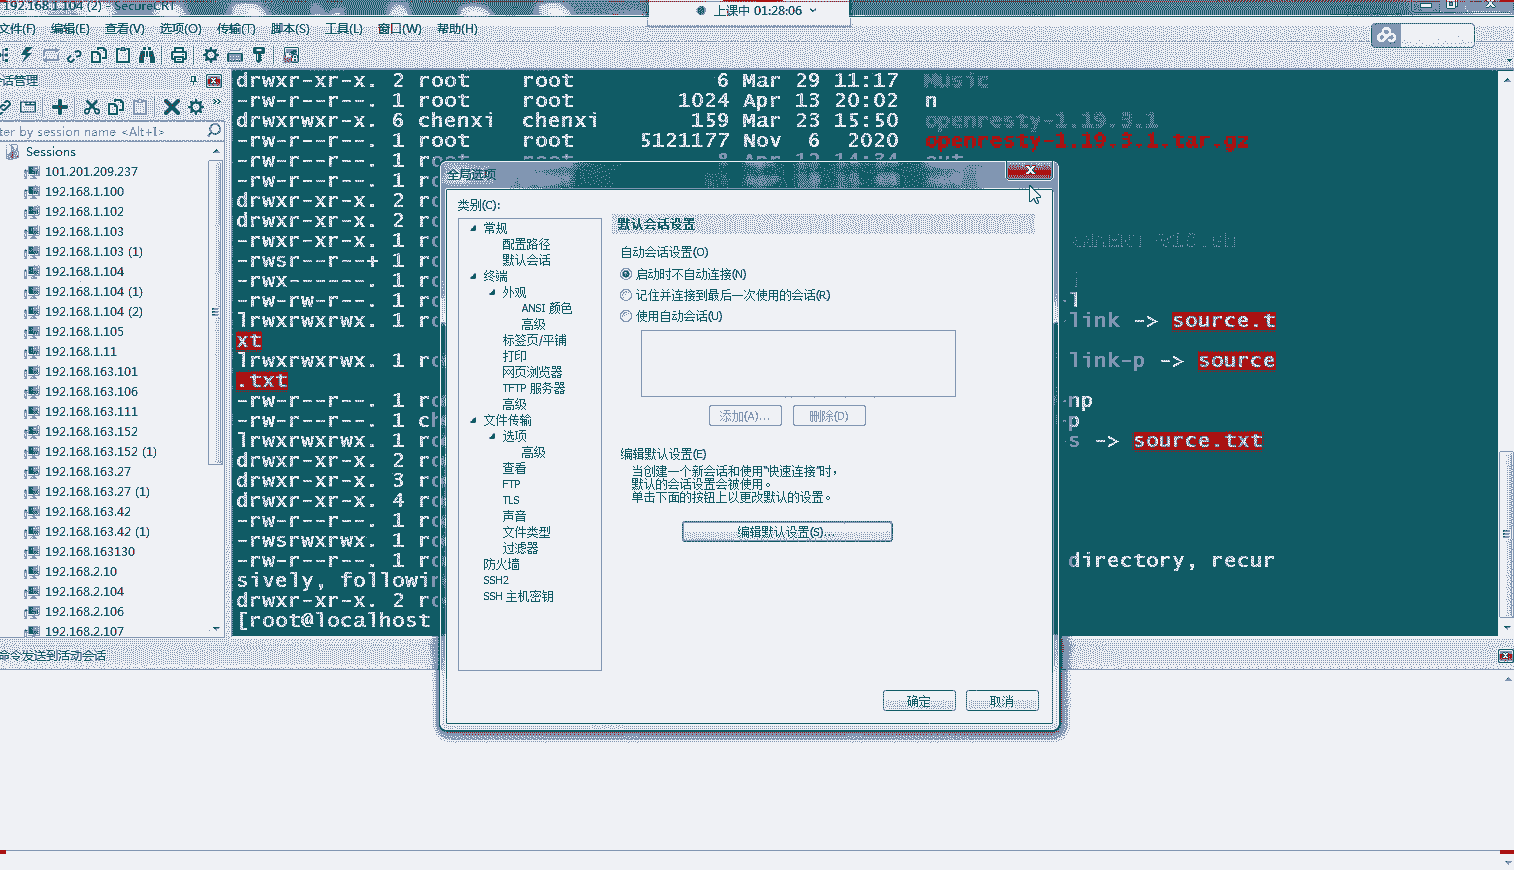 192.168.1.104 (2) - SecureCRT
上课中 01:28:06
文件(F) 编辑(E) 查看(V) 选项(O) 传输(T) 脚本(S) 工具(L) 窗口(W) 帮助(H)
话管理
ter by session name <Alt+I>
Sessions
101.201.209.237
192.168.1.100
192.168.1.102
192.168.1.103
192.168.1.103 (1)
192.168.1.104
192.168.1.104 (1)
192.168.1.104 (2)
192.168.1.105
192.168.1.11
192.168.163.101
192.168.163.106
192.168.163.111
192.168.163.152
192.168.163.152 (1)
192.168.163.27
192.168.163.27 (1)
192.168.163.42
192.168.163.42 (1)
192.168.163130
192.168.2.10
192.168.2.104
192.168.2.106
192.168.2.107
drwxr-xr-x. 2 root root 6 Mar 29 11:17 Music
-rw-r--r--. 1 root root 1024 Apr 13 20:02 n
drwxrwxr-x. 6 chenxi chenxi 159 Mar 23 15:50 openresty-1.19.3.1
-rw-r--r--. 1 root root 5121177 Nov 6 2020 openresty-1.19.3.1.tar.gz
-rw-r--r--. 1 root root 8 Apr 12 14:34 out
-rw-r--r--. 1 ro
drwxr-xr-x. 2 ro
drwxr-xr-x. 2 ro
-rwxr-xr-x. 1 ro
-rwsr--r--+ 1 ro
-rwx------. 1 ro
-rw-rw-r--. 1 ro l
lrwxrwxrwx. 1 ro link -> source.t
xt
lrwxrwxrwx. 1 ro link-p -> source
.txt
-rw-r--r--. 1 ro np
-rw-r--r--. 1 ch p
lrwxrwxrwx. 1 ro s -> source.txt
drwxr-xr-x. 2 ro
drwxr-xr-x. 3 ro
drwxr-xr-x. 4 ro
-rw-r--r--. 1 ro
-rwsrwxrwx. 1 ro
-rw-r--r--. 1 ro directory, recur
sively, followin
drwxr-xr-x. 2 ro
[root@localhost
全局选项
类别(C):
常规
配置路径
默认会话
终端
外观
ANSI 颜色
高级
标签页/平铺
打印
网页浏览器
TFTP 服务器
高级
文件传输
选项
高级
查看
FTP
TLS
声音
文件类型
过滤器
防火墙
SSH2
SSH 主机密钥
默认会话设置
自动会话设置(O)
启动时不自动连接(N)
记住并连接到最后一次使用的会话(R)
使用自动会话(U)
添加(A)... 删除(D)
编辑默认设置(E)
当创建一个新会话和使用"快速连接"时，
默认的会话设置会被使用。
单击下面的按钮上以更改默认的设置。
编辑默认设置(S)...
确定 取消
命令发送到活动会话